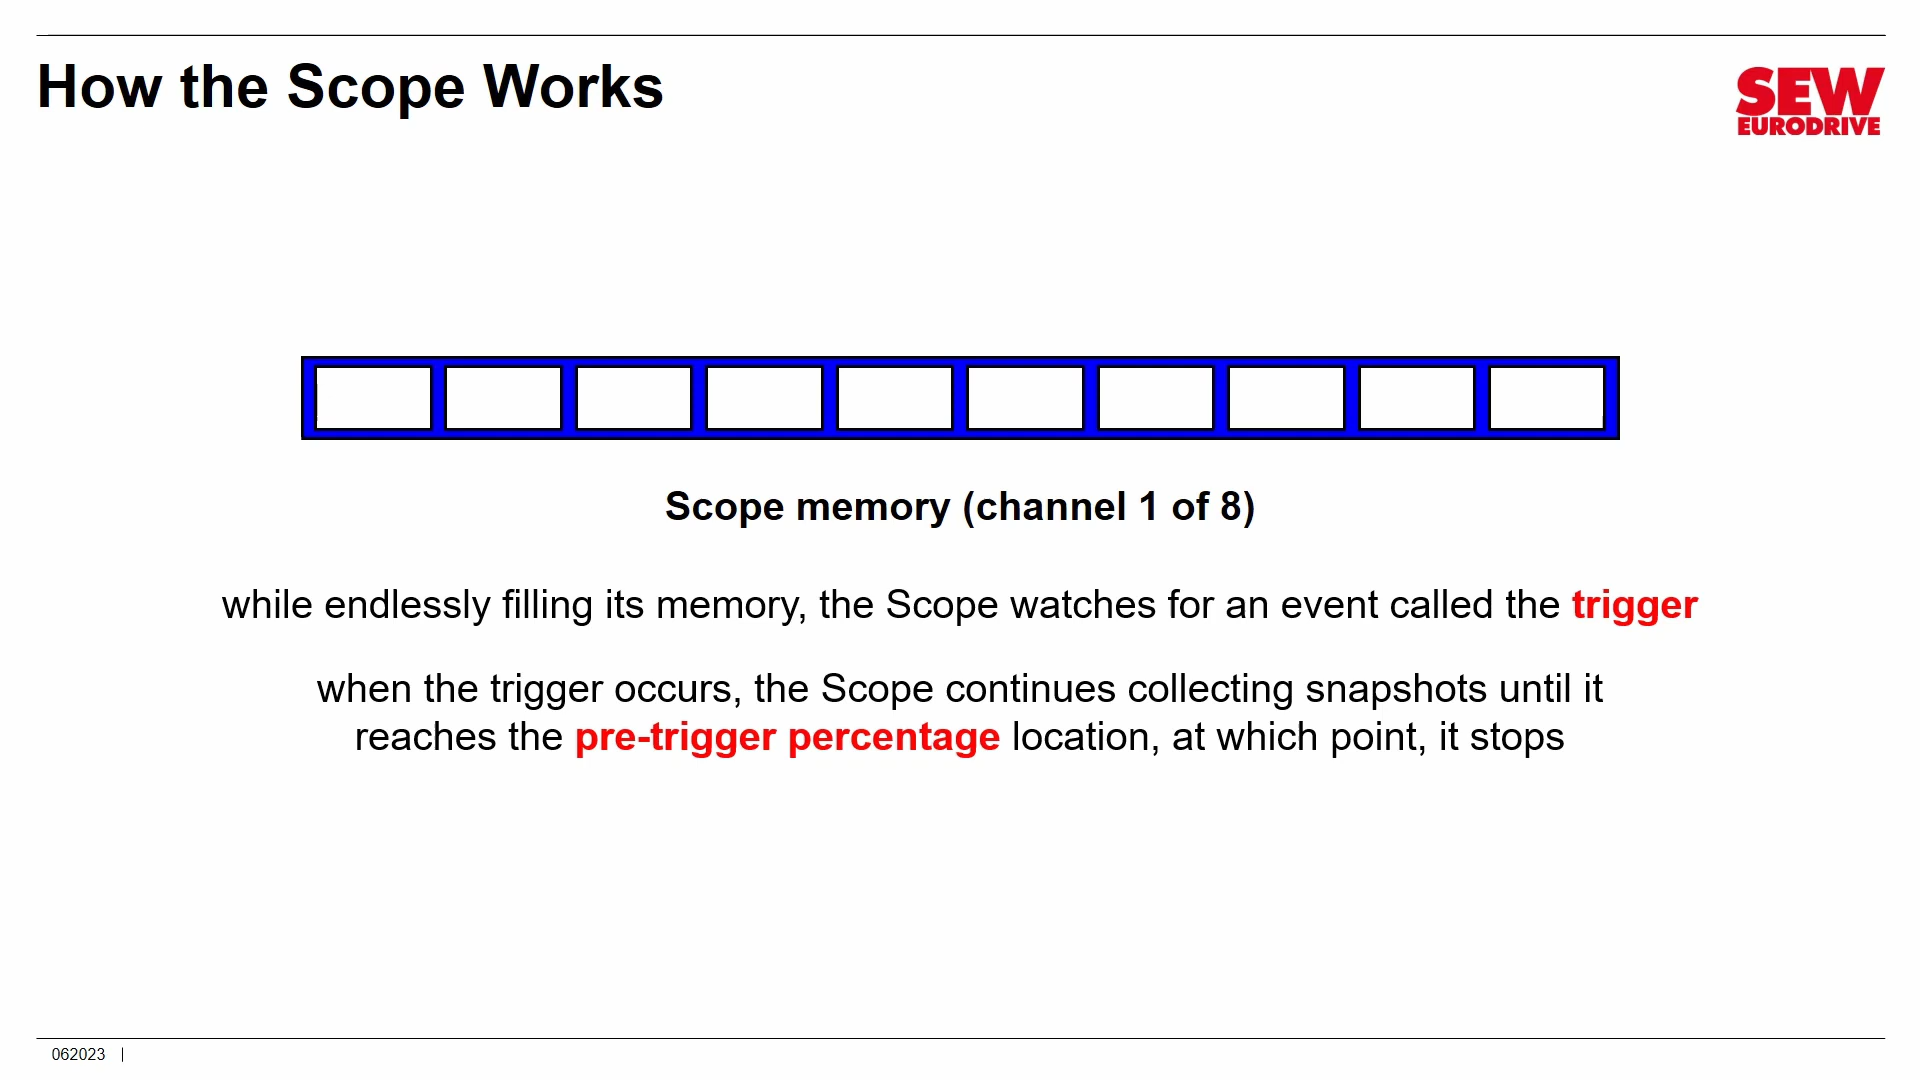 How the Scope Works
SEW
EURODRIVE
Scope memory (channel 1 of 8)
while endlessly filling its memory, the Scope watches for an event called the trigger
when the trigger occurs, the Scope continues collecting snapshots until it
reaches the pre-trigger percentage location, at which point, it stops
062023 |